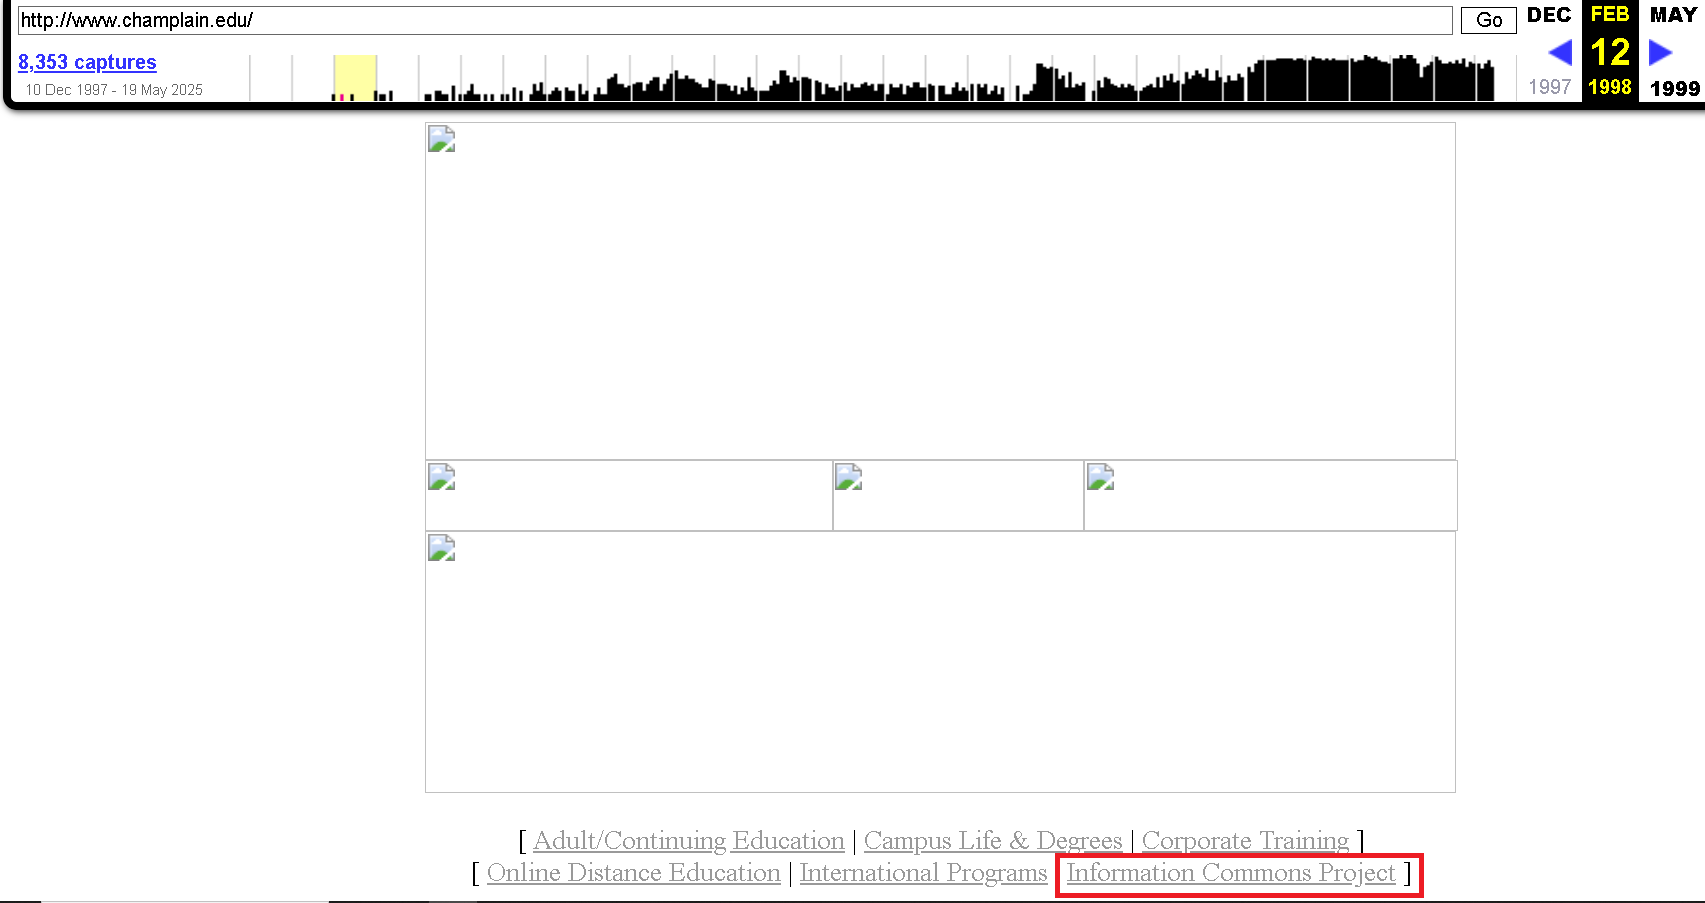 http://www.champlain.edu/ Go DEC FEB MAY
8,353 captures 12
10 Dec 1997 - 19 May 2025 1997 1998 1999
[ Adult/Continuing Education | Campus Life & Degrees | Corporate Training ]
[ Online Distance Education | International Programs Information Commons Project ]